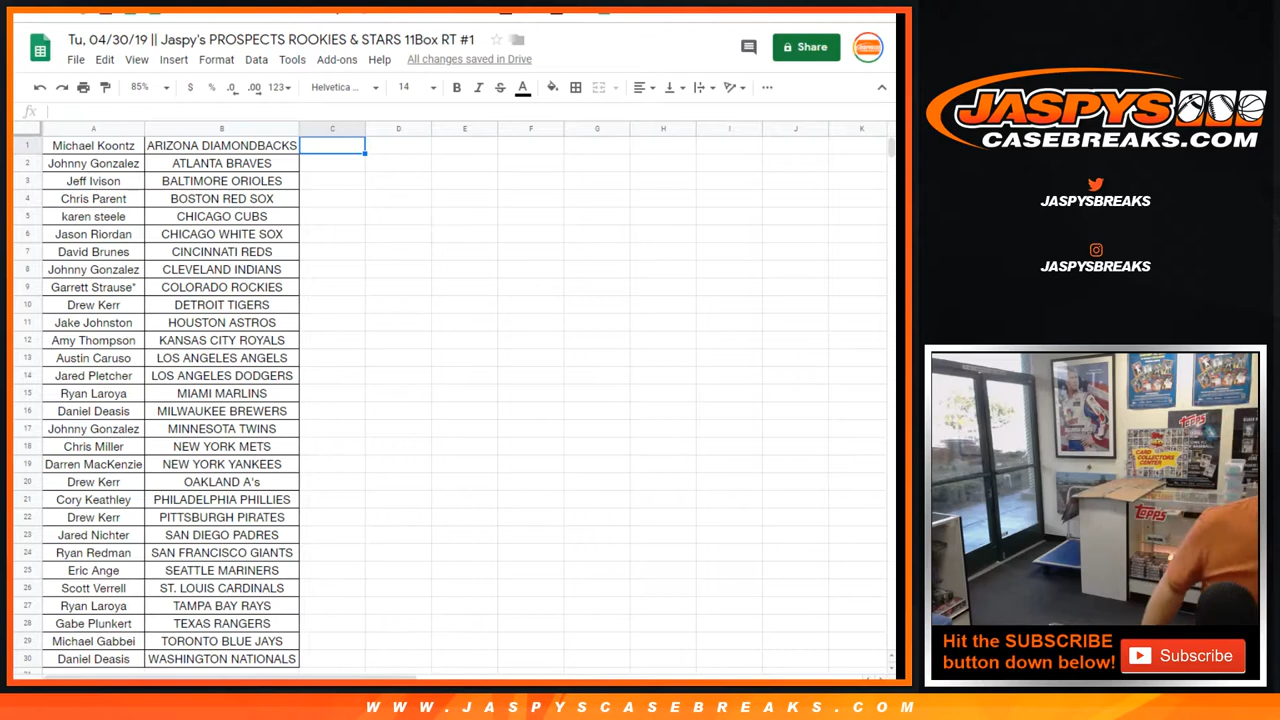 Tu, 04/30/19 || Jaspy's PROSPECTS ROOKIES & STARS 11Box RT #1
File Edit View Insert Format Data Tools Add-ons Help All changes saved in Drive
Share
85% $ % .0 .00 123 Helvetica ... 14 B I S A
fx
A B C D E F G H I J K
1 Michael Koontz ARIZONA DIAMONDBACKS
2 Johnny Gonzalez ATLANTA BRAVES
3 Jeff Ivison BALTIMORE ORIOLES
4 Chris Parent BOSTON RED SOX
5 karen steele CHICAGO CUBS
6 Jason Riordan CHICAGO WHITE SOX
7 David Brunes CINCINNATI REDS
8 Johnny Gonzalez CLEVELAND INDIANS
9 Garrett Strause* COLORADO ROCKIES
10 Drew Kerr DETROIT TIGERS
11 Jake Johnston HOUSTON ASTROS
12 Amy Thompson KANSAS CITY ROYALS
13 Austin Caruso LOS ANGELES ANGELS
14 Jared Pletcher LOS ANGELES DODGERS
15 Ryan Laroya MIAMI MARLINS
16 Daniel Deasis MILWAUKEE BREWERS
17 Johnny Gonzalez MINNESOTA TWINS
18 Chris Miller NEW YORK METS
19 Darren MacKenzie NEW YORK YANKEES
20 Drew Kerr OAKLAND A's
21 Cory Keathley PHILADELPHIA PHILLIES
22 Drew Kerr PITTSBURGH PIRATES
23 Jared Nichter SAN DIEGO PADRES
24 Ryan Redman SAN FRANCISCO GIANTS
25 Eric Ange SEATTLE MARINERS
26 Scott Verrell ST. LOUIS CARDINALS
27 Ryan Laroya TAMPA BAY RAYS
28 Gabe Plunkert TEXAS RANGERS
29 Michael Gabbei TORONTO BLUE JAYS
30 Daniel Deasis WASHINGTON NATIONALS
JASPYS
CASEBREAKS.COM
JASPYSBREAKS
JASPYSBREAKS
CARD
COLLECTORS
CENTER
TOPPS
Topps
Hit the SUBSCRIBE
button down below!
Subscribe
WWW.JASPYSCASEBREAKS.COM